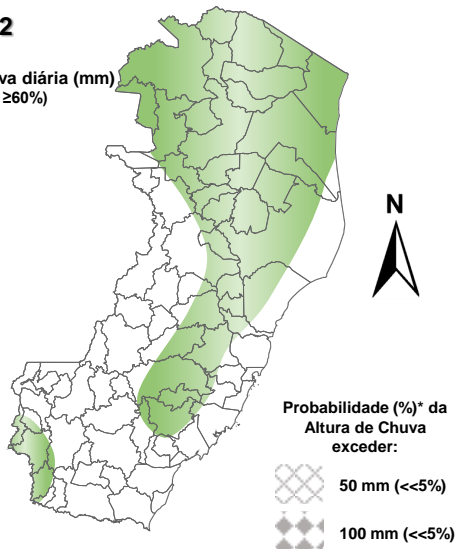 2
va diária (mm)
≥60%)
N
Probabilidade (%)* da
Altura de Chuva
exceder:
50 mm (<<5%)
100 mm (<<5%)